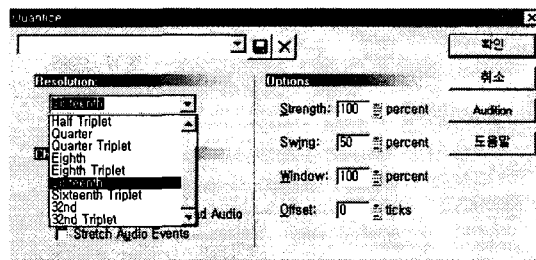 Quantize
확인
Resolution:
Options
취소
Sixteenth
Strength: 100 percent
Audition
Half Triplet
Quarter
Quarter Triplet
Swing: 50 percent
도움말
Eighth
Eighth Triplet
Sixteenth
Window: 100 percent
Sixteenth Triplet
32nd
Offset: 0 ticks
32nd Triplet
d Audio
Stretch Audio Events